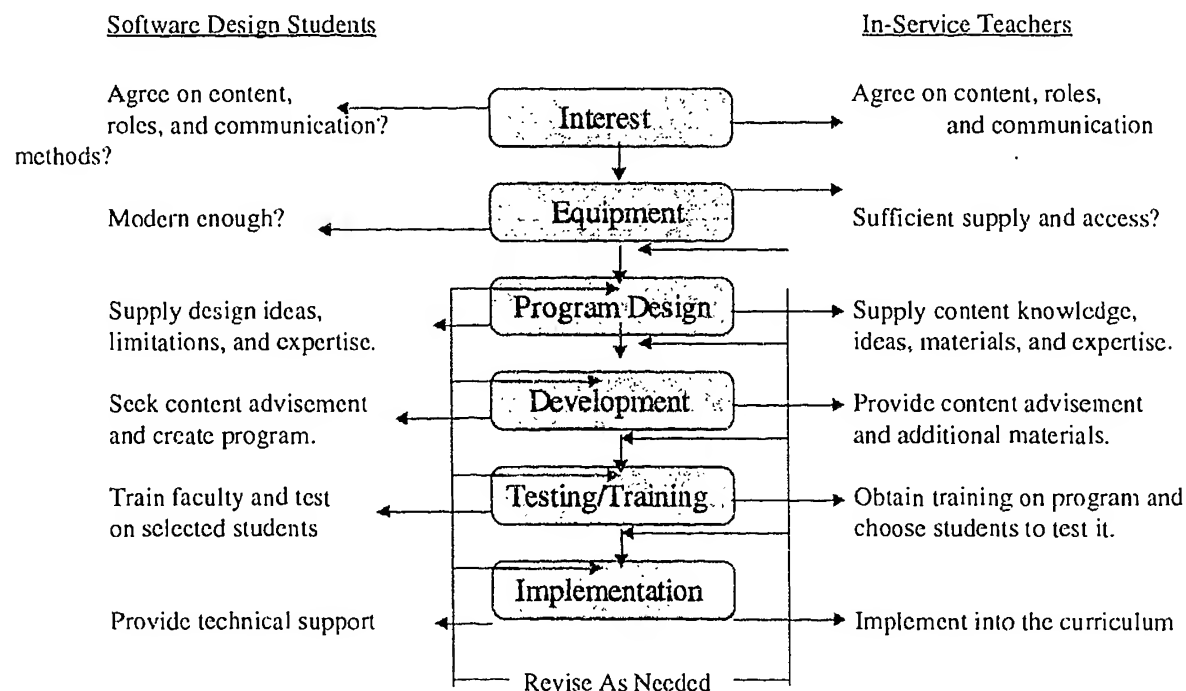 Software Design Students
In-Service Teachers
Agree on content,
roles, and communication?
methods?
Interest
Agree on content, roles,
and communication
Modern enough?
Equipment
Sufficient supply and access?
Supply design ideas,
limitations, and expertise.
Program Design
Supply content knowledge,
ideas, materials, and expertise.
Seek content advisement
and create program.
Development
Provide content advisement
and additional materials.
Train faculty and test
on selected students
Testing/Training
Obtain training on program and
choose students to test it.
Implementation
Provide technical support
Implement into the curriculum
Revise As Needed